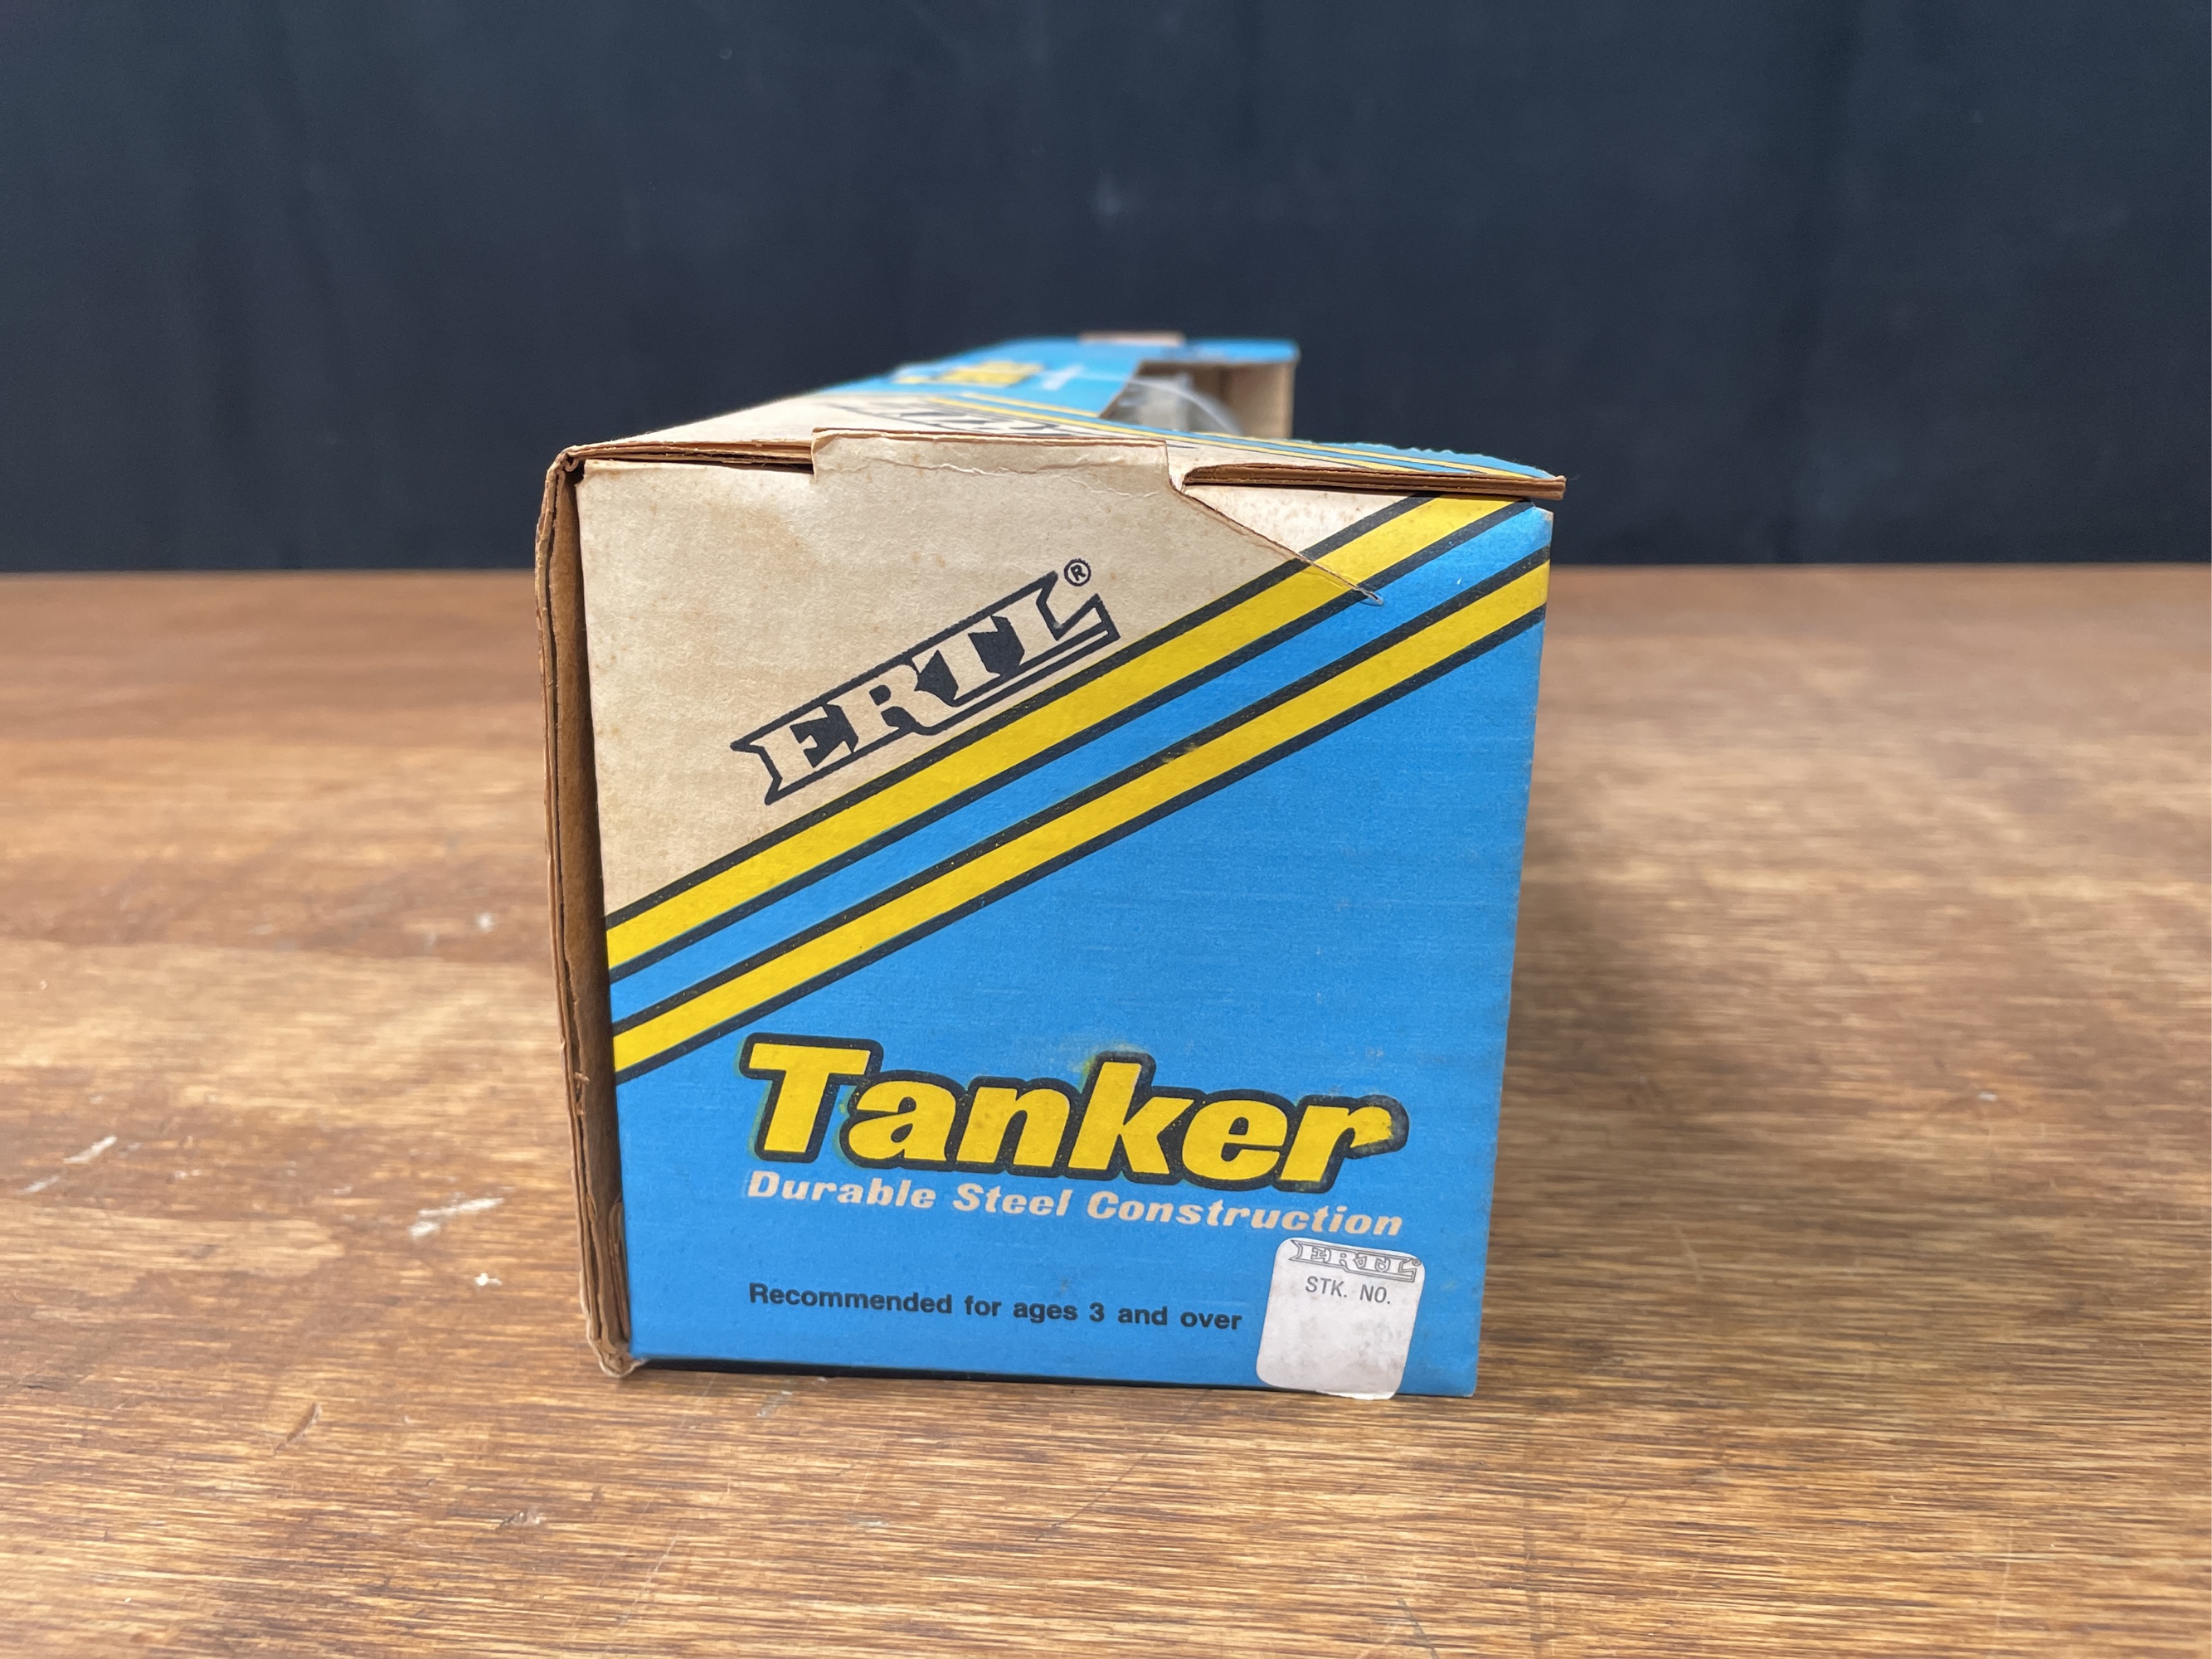 ERTL®
Tanker
Durable Steel Construction
Recommended for ages 3 and over
ERTL®
STK. NO.